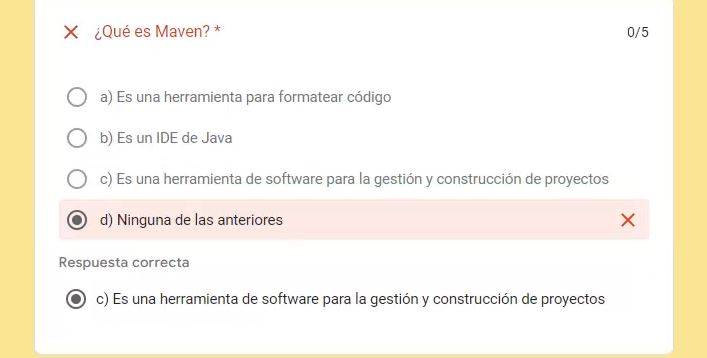 ¿Qué es Maven? *
0/5
a) Es una herramienta para formatear código
b) Es un IDE de Java
c) Es una herramienta de software para la gestión y construcción de proyectos
d) Ninguna de las anteriores
Respuesta correcta
c) Es una herramienta de software para la gestión y construcción de proyectos